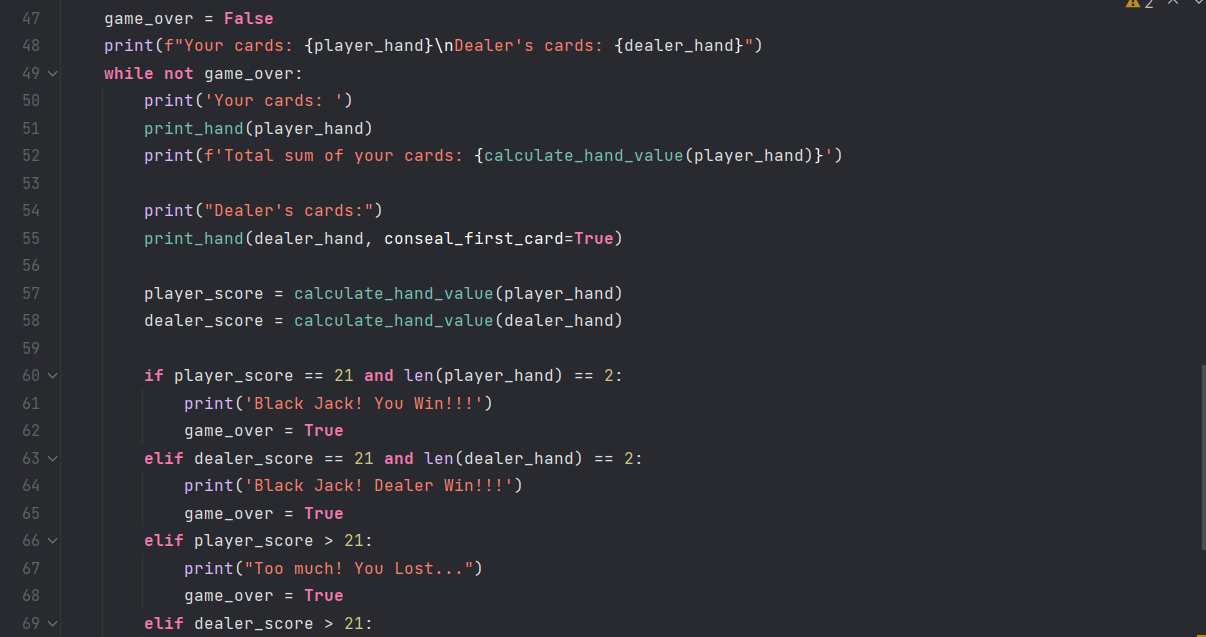 2
47 game_over = False
48 print(f"Your cards: {player_hand}\nDealer's cards: {dealer_hand}")
49 while not game_over:
50 print('Your cards: ')
51 print_hand(player_hand)
52 print(f'Total sum of your cards: {calculate_hand_value(player_hand)}')
53
54 print("Dealer's cards:")
55 print_hand(dealer_hand, conseal_first_card=True)
56
57 player_score = calculate_hand_value(player_hand)
58 dealer_score = calculate_hand_value(dealer_hand)
59
60 if player_score == 21 and len(player_hand) == 2:
61 print('Black Jack! You Win!!!')
62 game_over = True
63 elif dealer_score == 21 and len(dealer_hand) == 2:
64 print('Black Jack! Dealer Win!!!')
65 game_over = True
66 elif player_score > 21:
67 print("Too much! You Lost...")
68 game_over = True
69 elif dealer_score > 21: